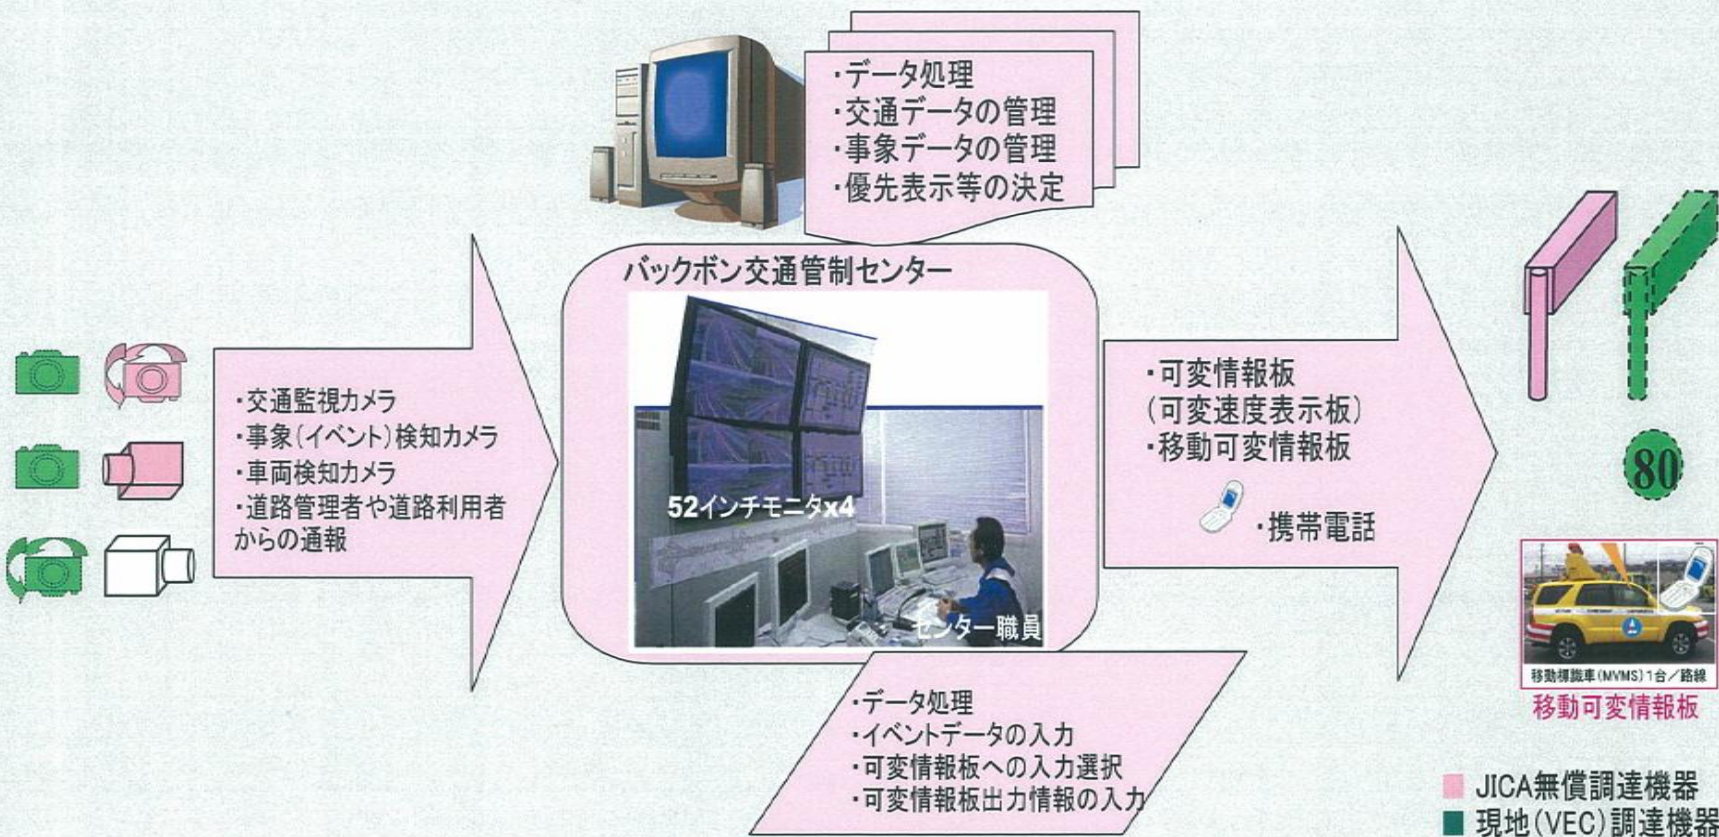 ・データ処理
・交通データの管理
・事象データの管理
・優先表示等の決定
バックボン交通管制センター
・交通監視カメラ
・事象(イベント)検知カメラ
・車両検知カメラ
・道路管理者や道路利用者
からの通報
52インチモニタx4
センター職員
・可変情報板
(可変速度表示板)
・移動可変情報板
・携帯電話
80
移動標識車(MVMS)1台/路線
移動可変情報板
・データ処理
・イベントデータの入力
・可変情報板への入力選択
・可変情報板出力情報の入力
JICA無償調達機器
現地(VEC)調達機器